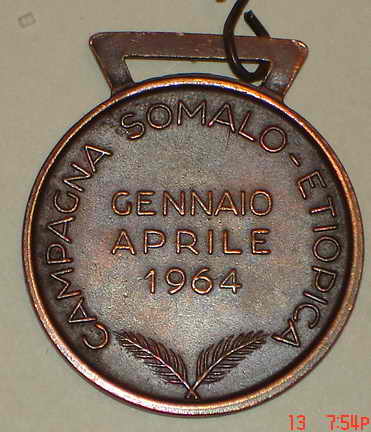 CAMPAGNA SOMALO-ETIOPICA
GENNAIO
APRILE
1964
13 7:54P